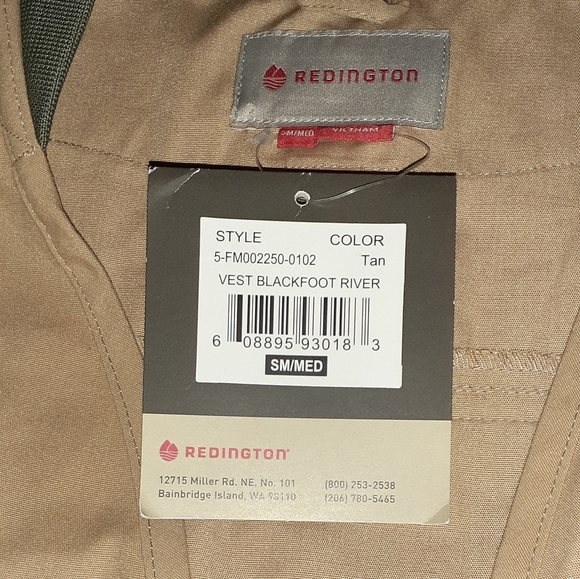 REDINGTON
SM/MED VIETNAM
STYLE COLOR
5-FM002250-0102 Tan
VEST BLACKFOOT RIVER
6 08895 93018 3
SM/MED
REDINGTON®
12715 Miller Rd. NE, No. 101 (800) 253-2538
Bainbridge Island, WA 98110 (206) 780-5465